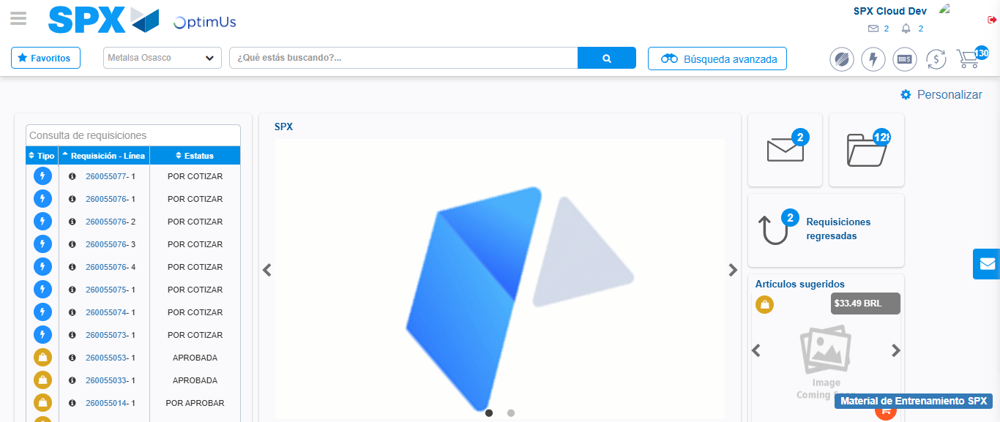 SPX
OptimUs
SPX Cloud Dev
2
2
Favoritos
Metalsa Osasco
¿Qué estás buscando?...
Búsqueda avanzada
$
$
130
Personalizar
Consulta de requisiciones
Tipo
Requisición - Línea
Estatus
260055077- 1
POR COTIZAR
260055076- 1
POR COTIZAR
260055076- 2
POR COTIZAR
260055076- 3
POR COTIZAR
260055076- 4
POR COTIZAR
260055075- 1
POR COTIZAR
260055074- 1
POR COTIZAR
260055073- 1
POR COTIZAR
260055053- 1
APROBADA
260055033- 1
APROBADA
260055014- 1
POR APROBAR
SPX
2
2
Requisiciones
regresadas
Artículos sugeridos
$33.49 BRL
Image
Coming
Material de Entrenamiento SPX